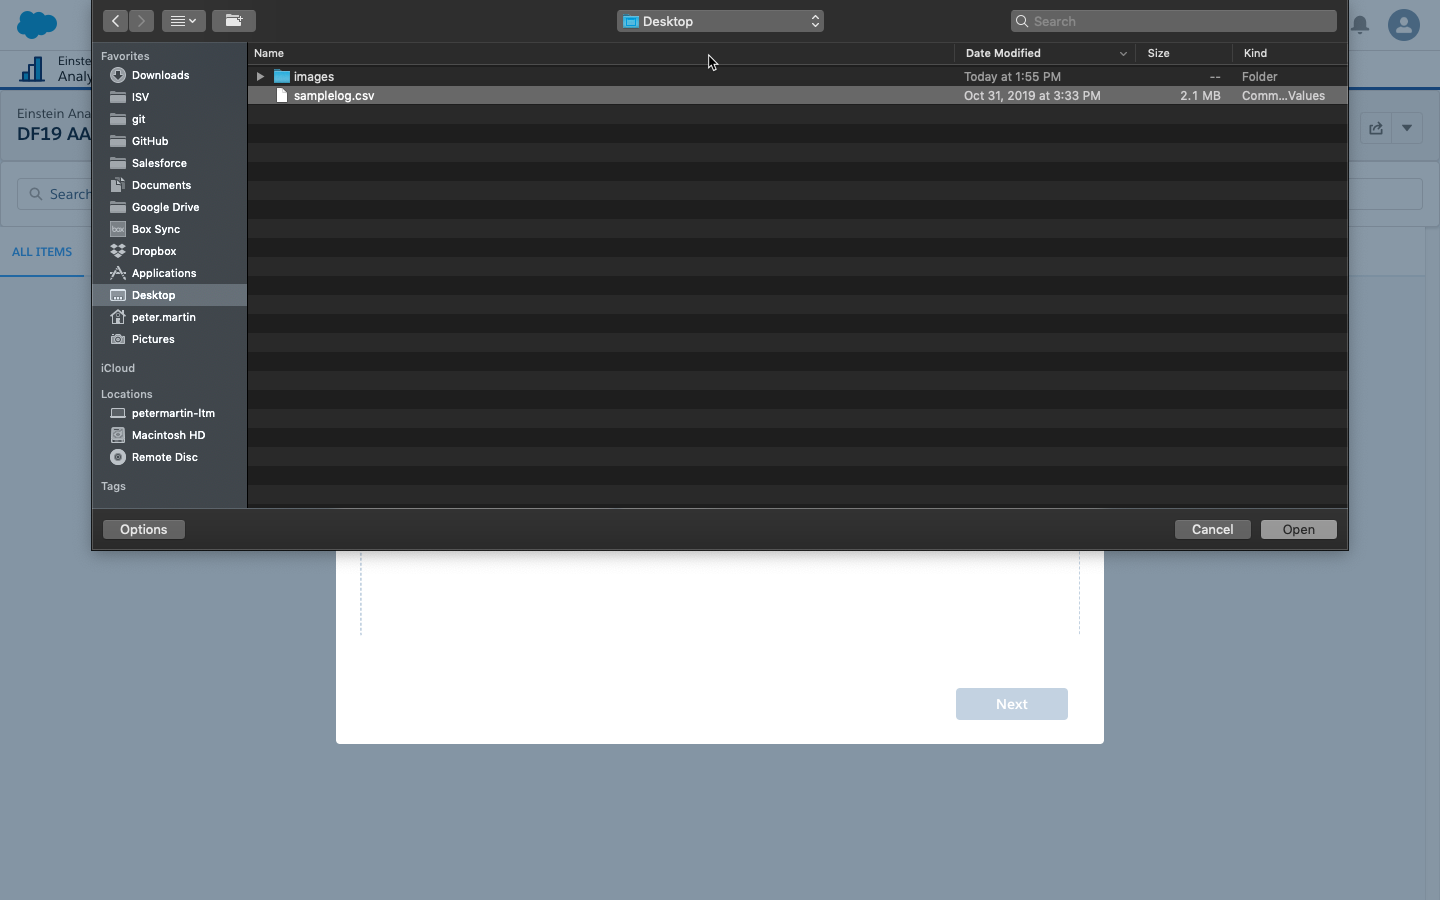 Desktop
Search
Favorites
Downloads
ISV
git
GitHub
Salesforce
Documents
Google Drive
box
Box Sync
Dropbox
Applications
Desktop
peter.martin
Pictures
iCloud
Locations
petermartin-ltm
Macintosh HD
Remote Disc
Tags
Name
Date Modified
Size
Kind
images
Today at 1:55 PM
--
Folder
samplelog.csv
Oct 31, 2019 at 3:33 PM
2.1 MB
Comm...Values
Options
Cancel
Open
Einste
Analy
Einstein Ana
DF19 AA
Search
ALL ITEMS
Next